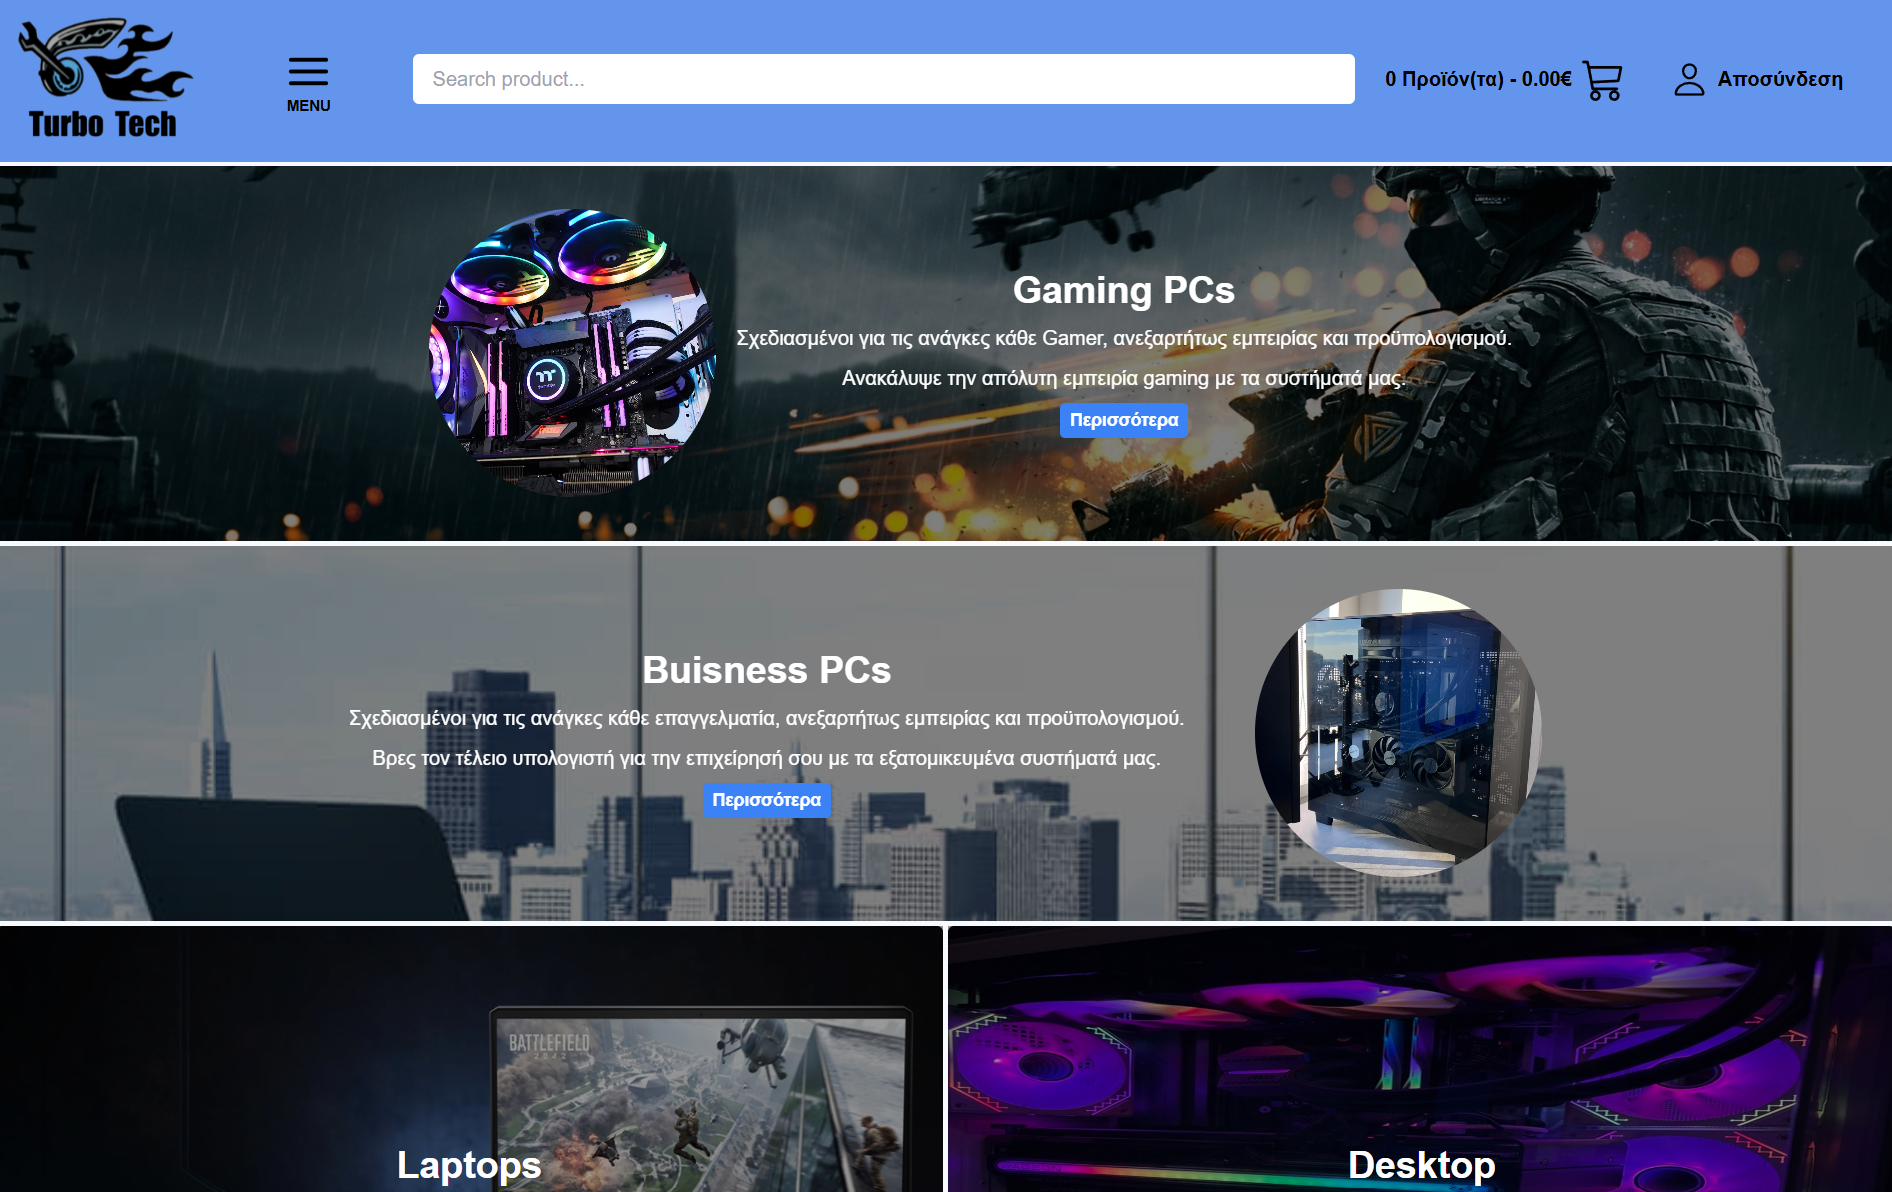 Turbo Tech
MENU
Search product...
0 Προϊόν(τα) - 0.00€
Αποσύνδεση
Gaming PCs
Σχεδιασμένοι για τις ανάγκες κάθε Gamer, ανεξαρτήτως εμπειρίας και προϋπολογισμού.
Ανακάλυψε την απόλυτη εμπειρία gaming με τα συστήματά μας.
Περισσότερα
Buisness PCs
Σχεδιασμένοι για τις ανάγκες κάθε επαγγελματία, ανεξαρτήτως εμπειρίας και προϋπολογισμού.
Βρες τον τέλειο υπολογιστή για την επιχείρησή σου με τα εξατομικευμένα συστήματά μας.
Περισσότερα
BATTLEFIELD
2042
Laptops
Desktop